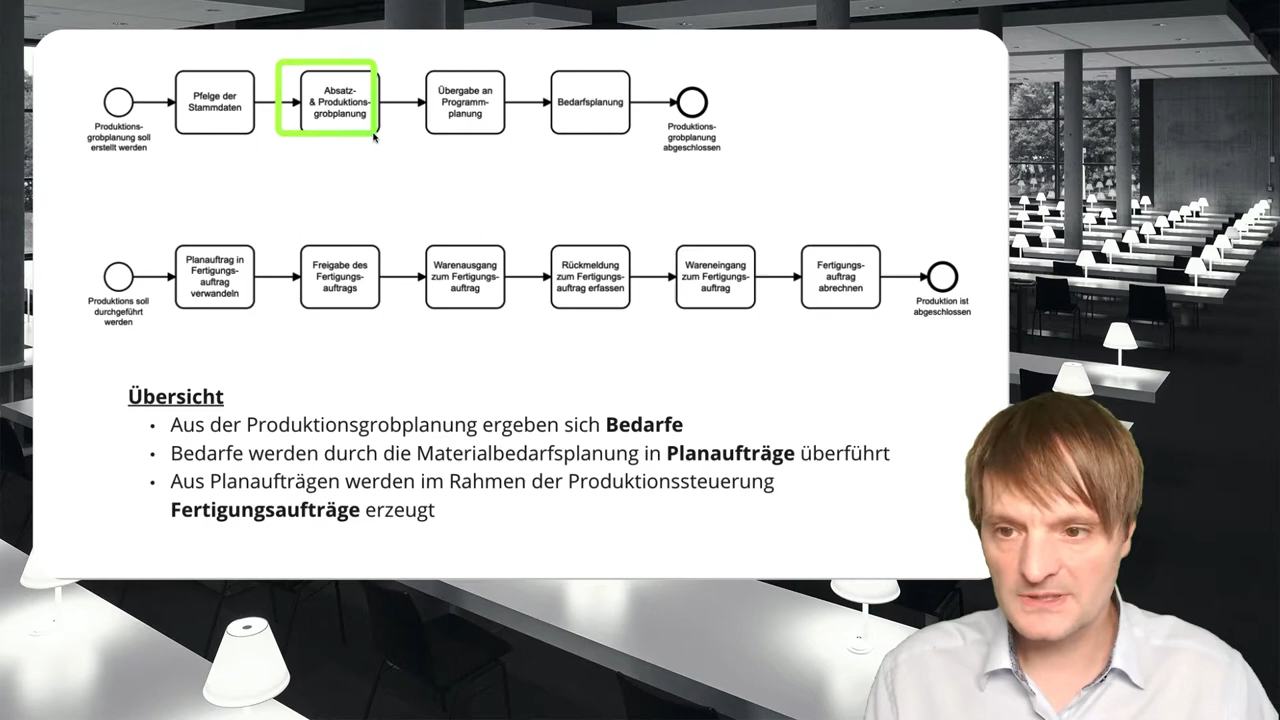 Pfelge der
Stammdaten
Absatz-
& Produktions-
grobplanung
Übergabe an
Programm-
planung
Bedarfsplanung
Produktions-
grobplanung soll
erstellt werden
Produktions-
grobplanung
abgeschlossen
Planauftrag in
Fertigungs-
auftrag
verwandeln
Freigabe des
Fertigungs-
auftrags
Warenausgang
zum Fertigungs-
auftrag
Rückmeldung
zum Fertigungs-
auftrag erfassen
Wareneingang
zum Fertigungs-
auftrag
Fertigungs-
auftrag
abrechnen
Produktions soll
durchgeführt
werden
Produktion ist
abgeschlossen
Übersicht
• Aus der Produktionsgrobplanung ergeben sich Bedarfe
• Bedarfe werden durch die Materialbedarfsplanung in Planaufträge überführt
• Aus Planaufträgen werden im Rahmen der Produktionssteuerung
Fertigungsaufträge erzeugt